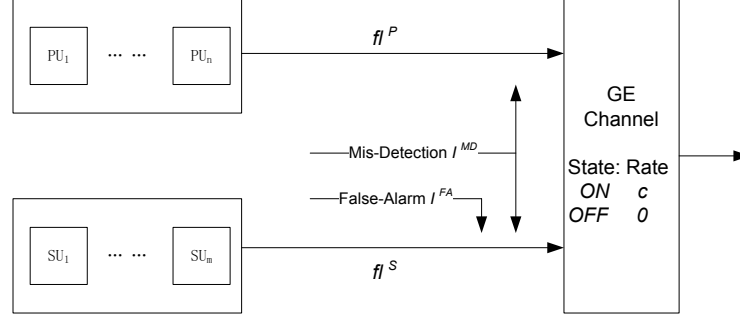 PU₁ ... ... PUₙ
fl ᴾ
GE
Channel
State: Rate
ON c
OFF 0
Mis-Detection I ᴹᴰ
False-Alarm I ᶠᴬ
SU₁ ... ... SUₘ
fl ˢ